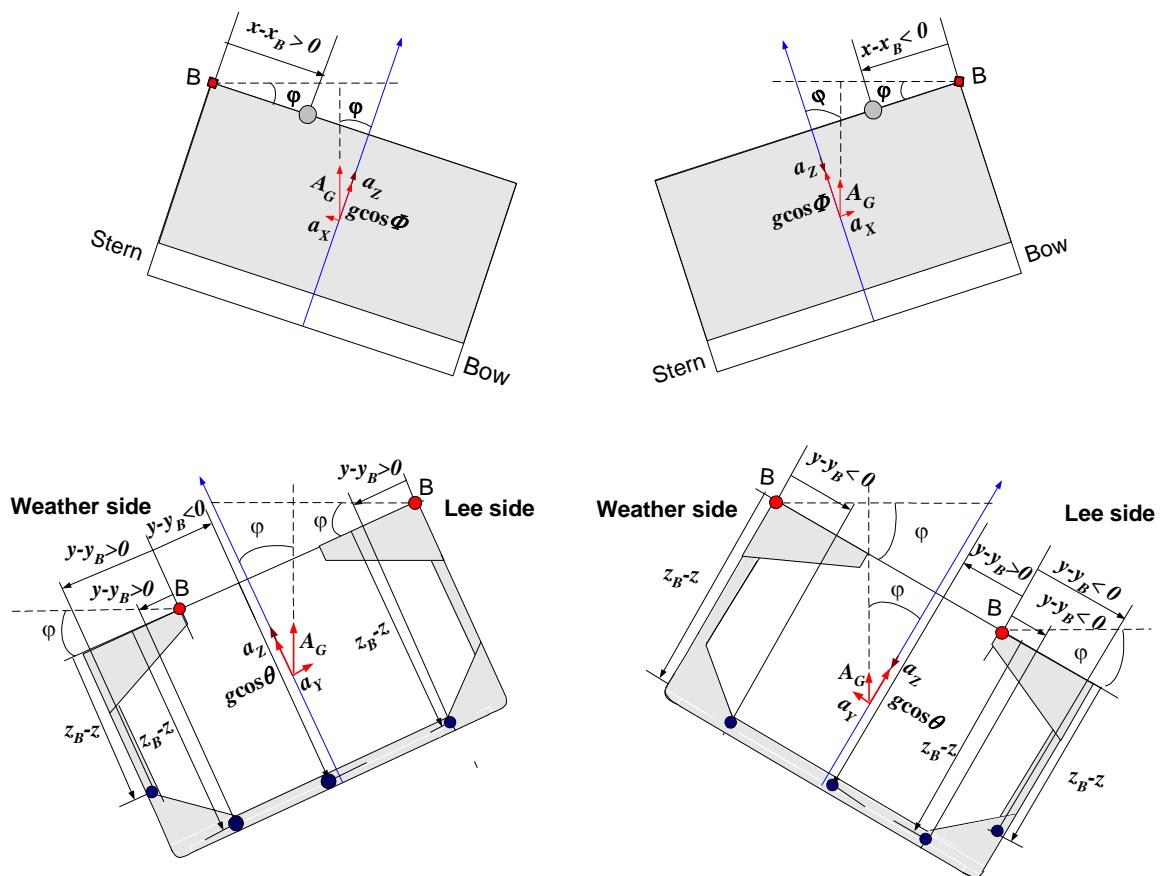 x-x_B > 0
B
φ
φ
A_G
a_Z
gcosΦ
a_X
Stern
Bow
x-x_B < 0
B
φ
φ
a_Z
A_G
gcosΦ
a_X
Stern
Bow
Weather side
y-y_B>0
B
Lee side
y-y_B<0
φ
φ
y-y_B>0
y-y_B>0
B
φ
a_Z
A_G
z_B-z
gcosθ
a_Y
z_B-z
z_B-z
y-y_B< 0
B
Weather side
Lee side
φ
y-y_B>0
y-y_B< 0
z_B-z
φ
B
y-y_B< 0
φ
A_G
a_Z
a_Y
gcosθ
z_B-z
z_B-z